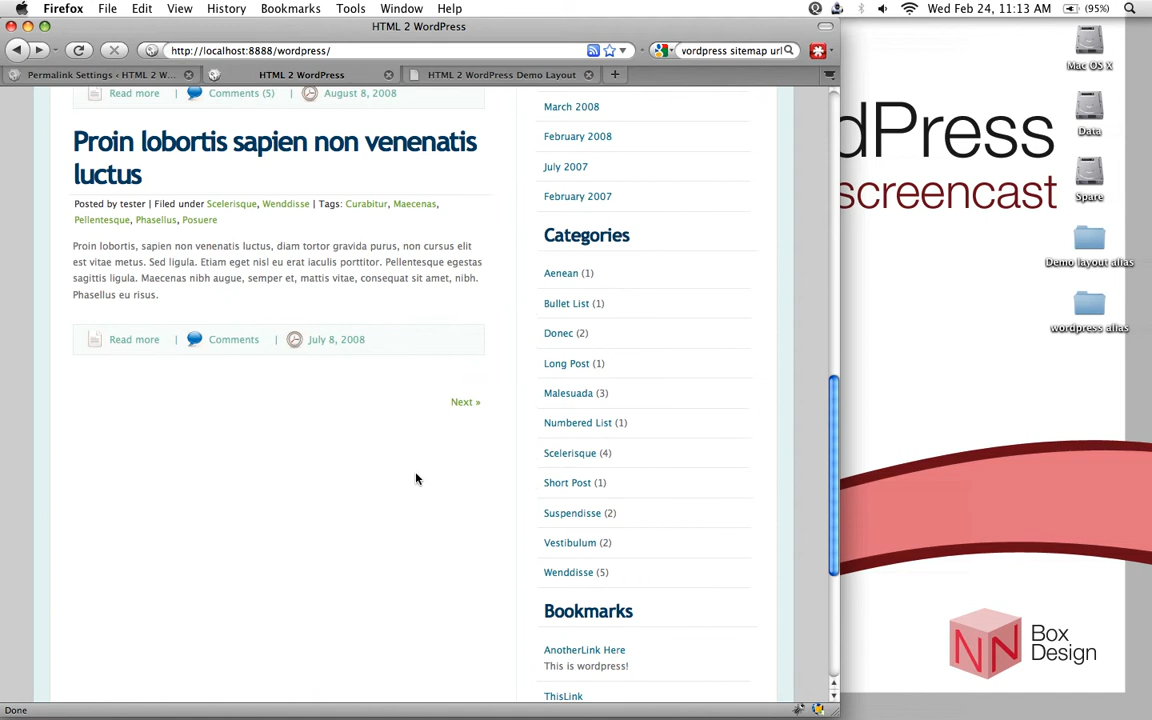 Firefox File Edit View History Bookmarks Tools Window Help Wed Feb 24, 11:13 AM (95%)
HTML 2 WordPress
http://localhost:8888/wordpress/ vordpress sitemap url
Permalink Settings ‹ HTML 2 W... HTML 2 WordPress HTML 2 WordPress Demo Layout
Read more | Comments (5) | August 8, 2008
Proin lobortis sapien non venenatis
luctus
Posted by tester | Filed under Scelerisque, Wenddisse | Tags: Curabitur, Maecenas,
Pellentesque, Phasellus, Posuere
Proin lobortis, sapien non venenatis luctus, diam tortor gravida purus, non cursus elit
est vitae metus. Sed ligula. Etiam eget nisl eu erat iaculis porttitor. Pellentesque egestas
sagittis ligula. Maecenas nibh augue, semper et, mattis vitae, consequat sit amet, nibh.
Phasellus eu risus.
Read more | Comments | July 8, 2008
Next »
March 2008
February 2008
July 2007
February 2007
Categories
Aenean (1)
Bullet List (1)
Donec (2)
Long Post (1)
Malesuada (3)
Numbered List (1)
Scelerisque (4)
Short Post (1)
Suspendisse (2)
Vestibulum (2)
Wenddisse (5)
Bookmarks
AnotherLink Here
This is wordpress!
ThisLink
Done
dPress
screencast
Mac OS X
Data
Spare
Demo layout alias
wordpress alias
NN
Box
Design